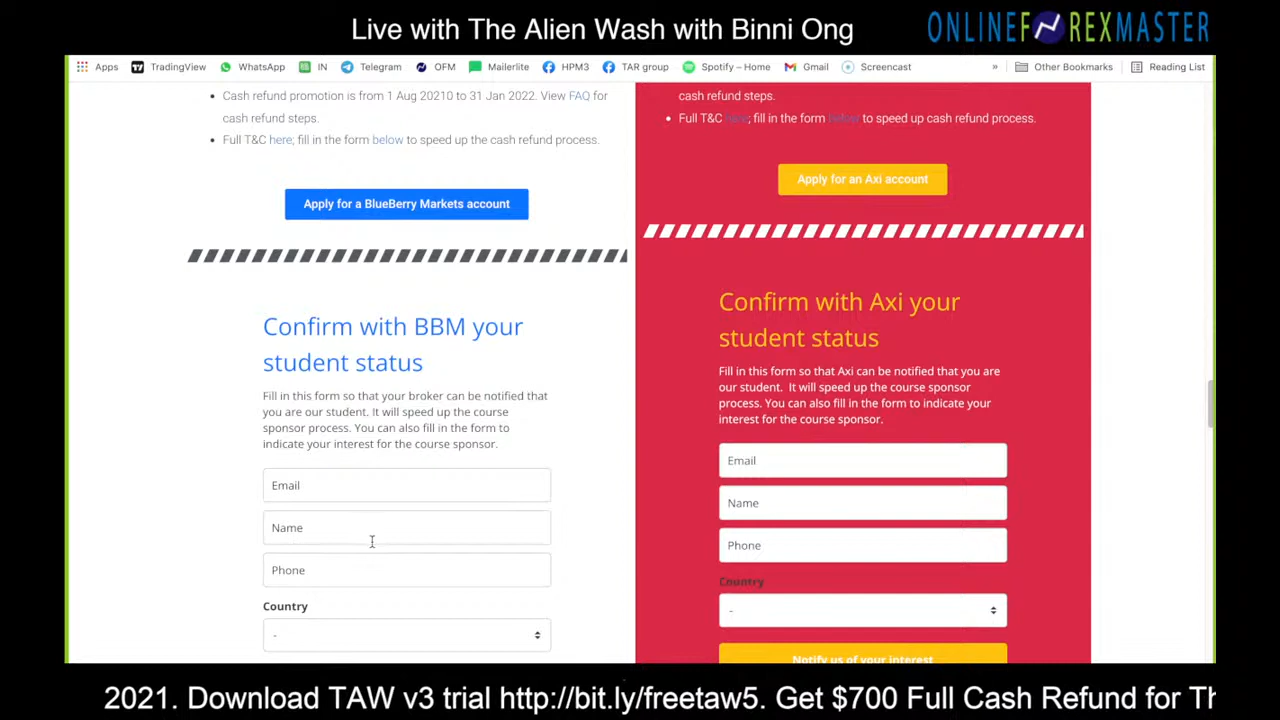 Live with The Alien Wash with Binni Ong
ONLINEFOREXMASTER
Apps TradingView WhatsApp IN Telegram OFM Mailerlite HPM3 TAR group Spotify – Home Gmail Screencast » Other Bookmarks Reading List
Cash refund promotion is from 1 Aug 20210 to 31 Jan 2022. View FAQ for
cash refund steps.
Full T&C here; fill in the form below to speed up the cash refund process.
Apply for a BlueBerry Markets account
Confirm with BBM your
student status
Fill in this form so that your broker can be notified that
you are our student. It will speed up the course
sponsor process. You can also fill in the form to
indicate your interest for the course sponsor.
Email
Name
Phone
Country
-
cash refund steps.
Full T&C here; fill in the form below to speed up cash refund process.
Apply for an Axi account
Confirm with Axi your
student status
Fill in this form so that Axi can be notified that you are
our student. It will speed up the course sponsor
process. You can also fill in the form to indicate your
interest for the course sponsor.
Email
Name
Phone
Country
-
Notify us of your interest
2021. Download TAW v3 trial http://bit.ly/freetaw5. Get $700 Full Cash Refund for